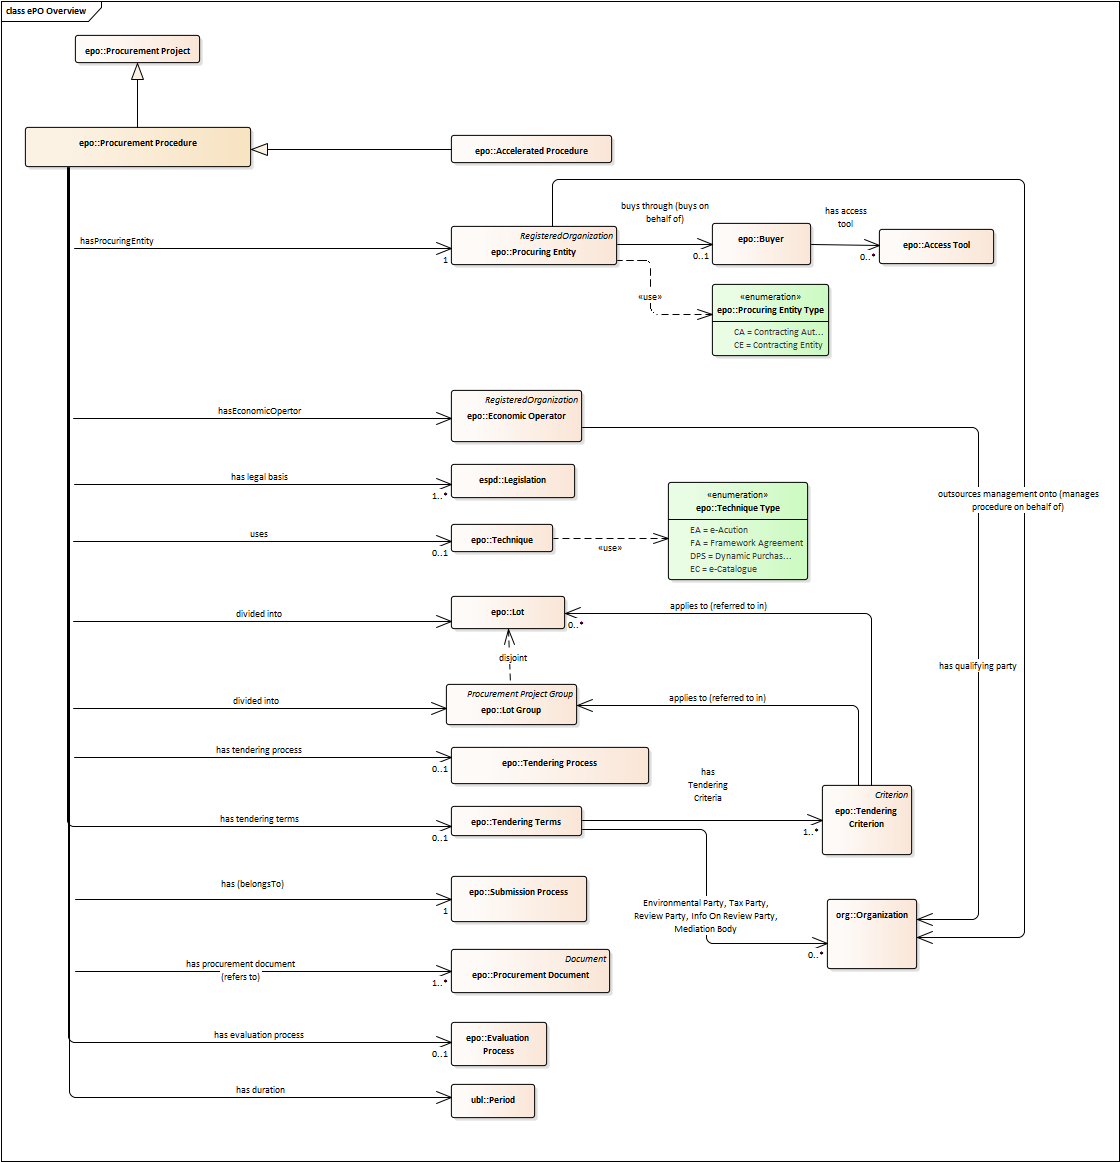 class ePO Overview
epo::Procurement Project
epo::Procurement Procedure
epo::Accelerated Procedure
hasProcuringEntity
1
RegisteredOrganization
epo::Procuring Entity
buys through (buys on
behalf of)
0..1
epo::Buyer
has access
tool
0..*
epo::Access Tool
«use»
«enumeration»
epo::Procuring Entity Type
CA = Contracting Aut...
CE = Contracting Entity
hasEconomicOpertor
RegisteredOrganization
epo::Economic Operator
has legal basis
1..*
espd::Legislation
outsources management onto (manages
procedure on behalf of)
uses
0..1
epo::Technique
«use»
«enumeration»
epo::Technique Type
EA = e-Acution
FA = Framework Agreement
DPS = Dynamic Purchas...
EC = e-Catalogue
divided into
epo::Lot
0..*
applies to (referred to in)
disjoint
has qualifying party
divided into
Procurement Project Group
epo::Lot Group
applies to (referred to in)
has tendering process
0..1
epo::Tendering Process
has
Tendering
Criteria
has tendering terms
0..1
epo::Tendering Terms
1..*
Criterion
epo::Tendering
Criterion
has (belongsTo)
1
epo::Submission Process
Environmental Party, Tax Party,
Review Party, Info On Review Party,
Mediation Body
0..*
org::Organization
has procurement document
(refers to)
1..*
Document
epo::Procurement Document
has evaluation process
0..1
epo::Evaluation
Process
has duration
ubl::Period